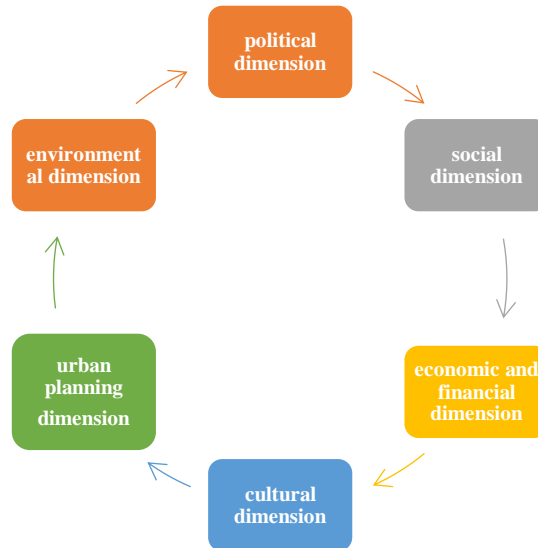 political
dimension
social
dimension
economic and
financial
dimension
cultural
dimension
urban
planning
dimension
environment
al dimension